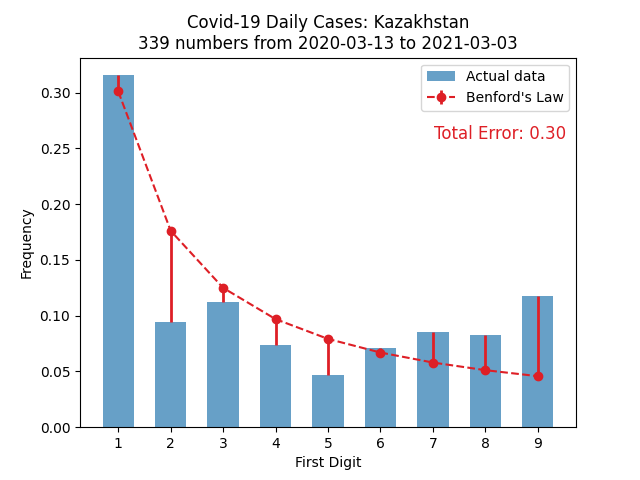 Covid-19 Daily Cases: Kazakhstan
339 numbers from 2020-03-13 to 2021-03-03
Actual data
Benford's Law
Total Error: 0.30
Frequency
0.30
0.25
0.20
0.15
0.10
0.05
0.00
1 2 3 4 5 6 7 8 9
First Digit